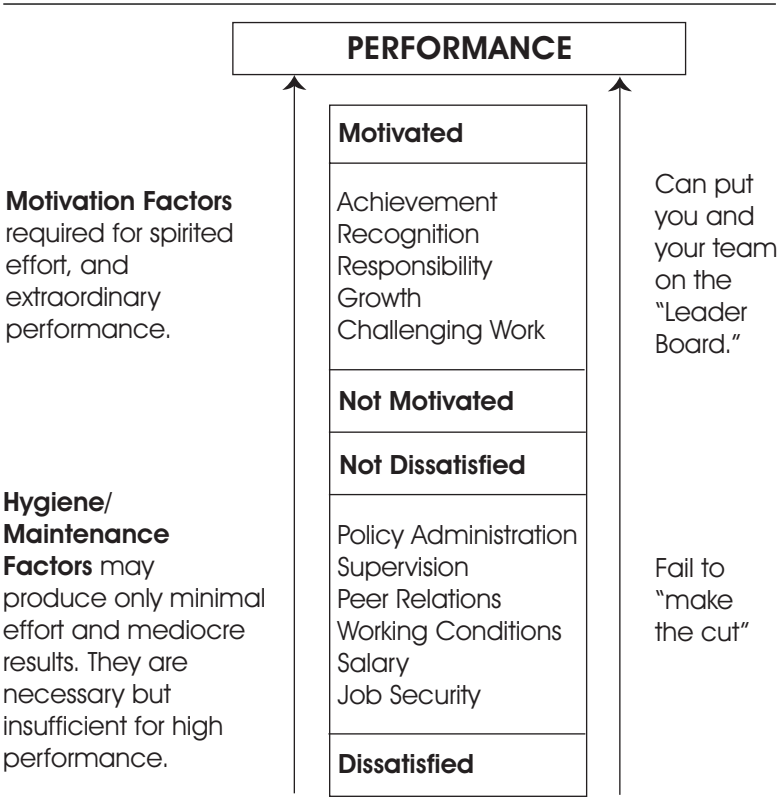 PERFORMANCE
Motivated
Motivation Factors
required for spirited
effort, and
extraordinary
performance.
Achievement
Recognition
Responsibility
Growth
Challenging Work
Can put
you and
your team
on the
“Leader
Board.”
Not Motivated
Not Dissatisfied
Hygiene/
Maintenance
Factors may
produce only minimal
effort and mediocre
results. They are
necessary but
insufficient for high
performance.
Policy Administration
Supervision
Peer Relations
Working Conditions
Salary
Job Security
Fail to
“make
the cut”
Dissatisfied